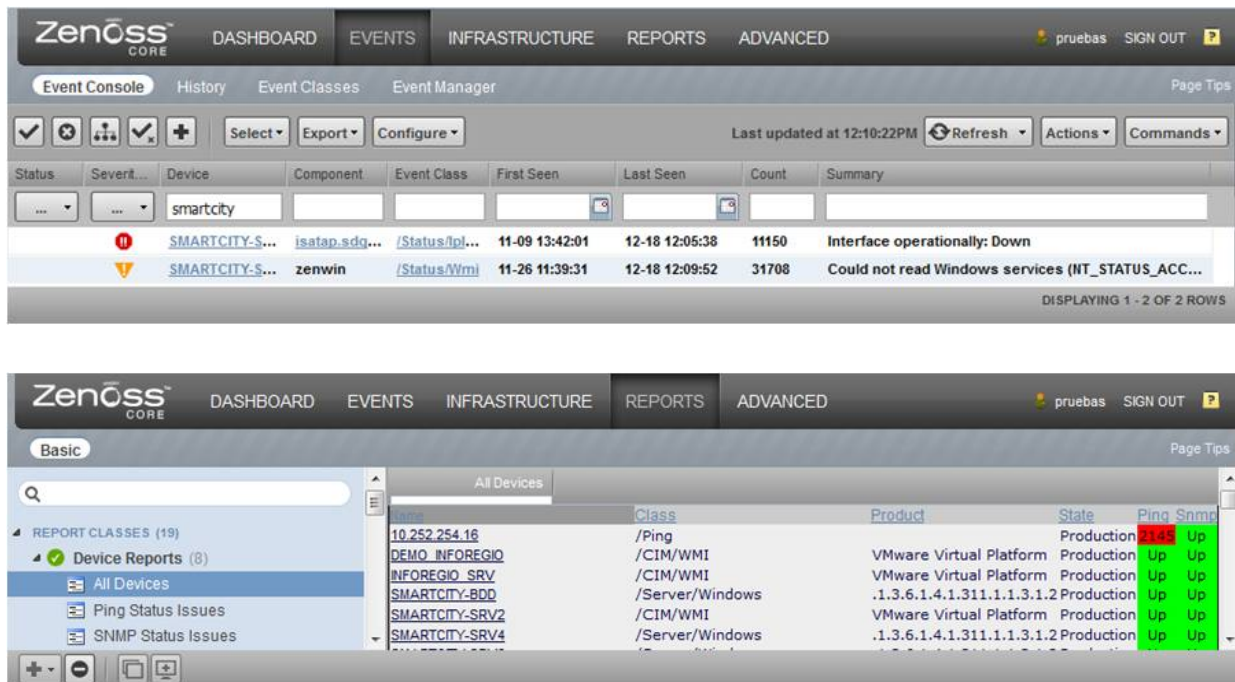 Zenōss™ CORE DASHBOARD EVENTS INFRASTRUCTURE REPORTS ADVANCED pruebas SIGN OUT ?
Event Console History Event Classes Event Manager Page Tips
Select Export Configure Last updated at 12:10:22PM Refresh Actions Commands
Status Severit... Device Component Event Class First Seen Last Seen Count Summary
... ... smartcity
SMARTCITY-S... isatap.sdq... /Status/IpI... 11-09 13:42:01 12-18 12:05:38 11150 Interface operationally: Down
SMARTCITY-S... zenwin /Status/Wmi 11-26 11:39:31 12-18 12:09:52 31708 Could not read Windows services (NT_STATUS_ACC...
DISPLAYING 1 - 2 OF 2 ROWS
Zenōss™ CORE DASHBOARD EVENTS INFRASTRUCTURE REPORTS ADVANCED pruebas SIGN OUT ?
Basic Page Tips
All Devices
REPORT CLASSES (19)
Device Reports (8)
All Devices
Ping Status Issues
SNMP Status Issues
Name Class Product State Ping Snmp
10.252.254.16 /Ping Production 2145 Up
DEMO_INFOREGIO /CIM/WMI VMware Virtual Platform Production Up Up
INFOREGIO_SRV /CIM/WMI VMware Virtual Platform Production Up Up
SMARTCITY-BDD /Server/Windows .1.3.6.1.4.1.311.1.1.3.1.2 Production Up Up
SMARTCITY-SRV2 /CIM/WMI VMware Virtual Platform Production Up Up
SMARTCITY-SRV4 /Server/Windows .1.3.6.1.4.1.311.1.1.3.1.2 Production Up Up